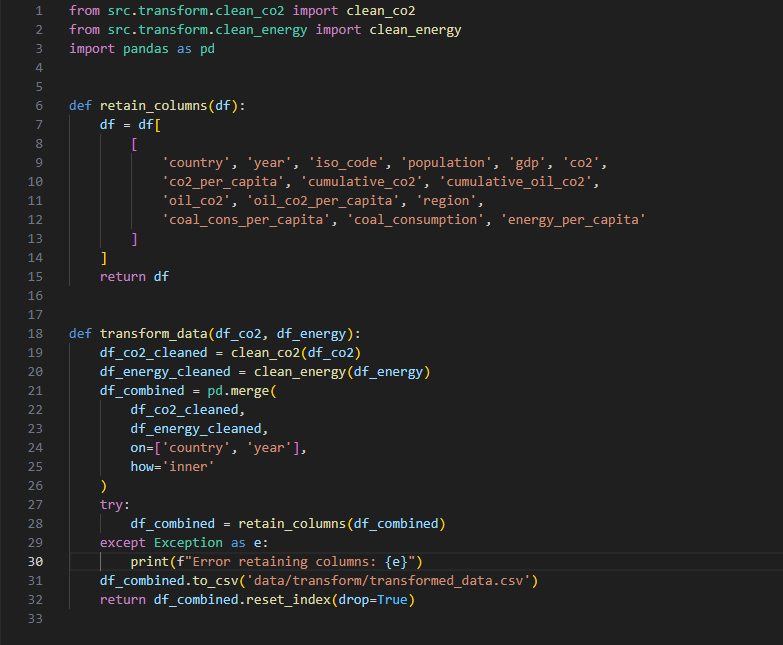 1 from src.transform.clean_co2 import clean_co2
2 from src.transform.clean_energy import clean_energy
3 import pandas as pd
4
5
6 def retain_columns(df):
7     df = df[
8         [
9             'country', 'year', 'iso_code', 'population', 'gdp', 'co2',
10             'co2_per_capita', 'cumulative_co2', 'cumulative_oil_co2',
11             'oil_co2', 'oil_co2_per_capita', 'region',
12             'coal_cons_per_capita', 'coal_consumption', 'energy_per_capita'
13         ]
14     ]
15     return df
16
17
18 def transform_data(df_co2, df_energy):
19     df_co2_cleaned = clean_co2(df_co2)
20     df_energy_cleaned = clean_energy(df_energy)
21     df_combined = pd.merge(
22         df_co2_cleaned,
23         df_energy_cleaned,
24         on=['country', 'year'],
25         how='inner'
26     )
27     try:
28         df_combined = retain_columns(df_combined)
29     except Exception as e:
30         print(f"Error retaining columns: {e}")
31     df_combined.to_csv('data/transform/transformed_data.csv')
32     return df_combined.reset_index(drop=True)
33